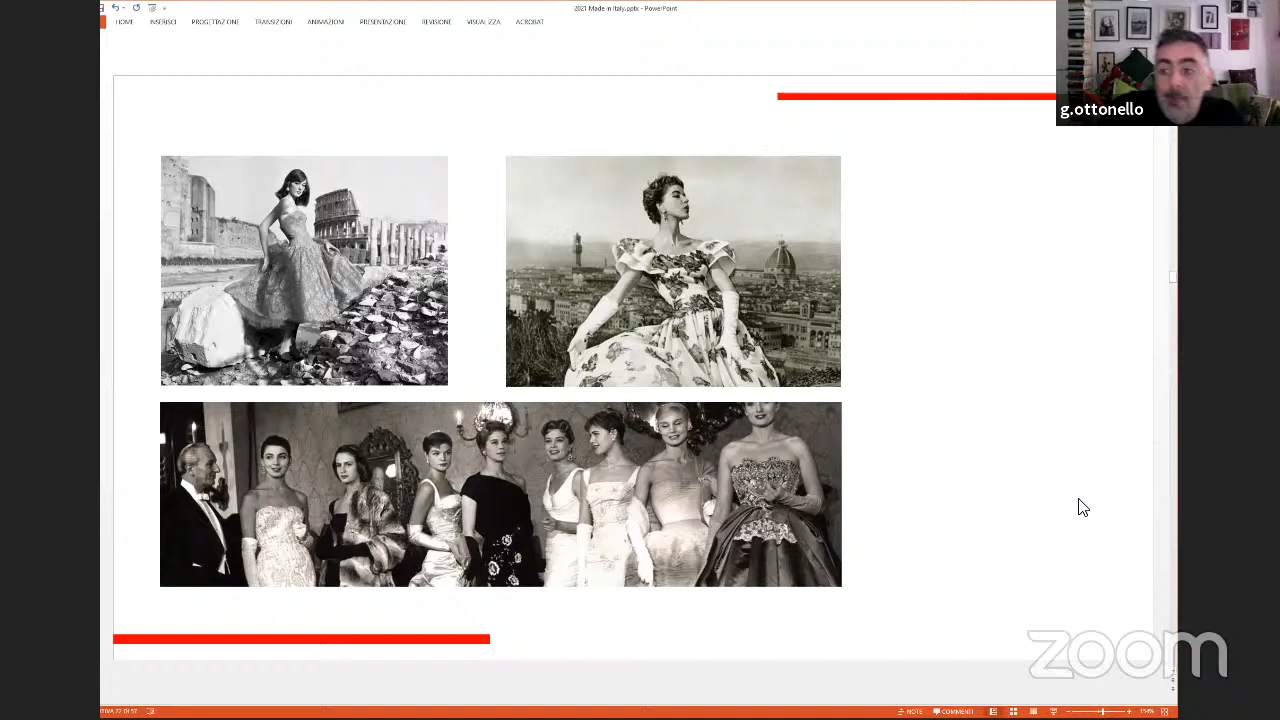 2021 Made in Italy.pptx - PowerPoint
HOME INSERISCI PROGETTAZIONE TRANSIZIONI ANIMAZIONI PRESENTAZIONE REVISIONE VISUALIZZA ACROBAT
g.ottonello
zoom
NOTE COMMENTI 154%